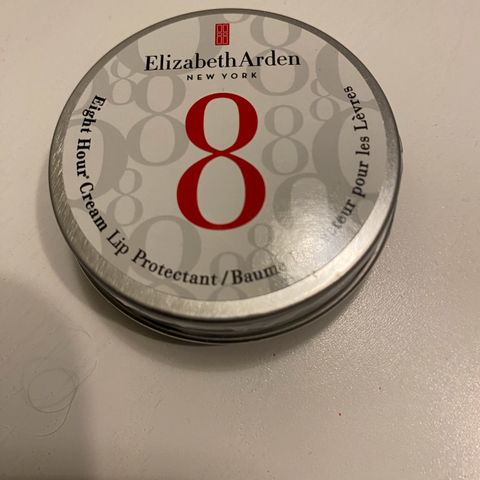 Elizabeth Arden
NEW YORK
8
Eight Hour® Cream Lip Protectant / Baume pour les Lèvres